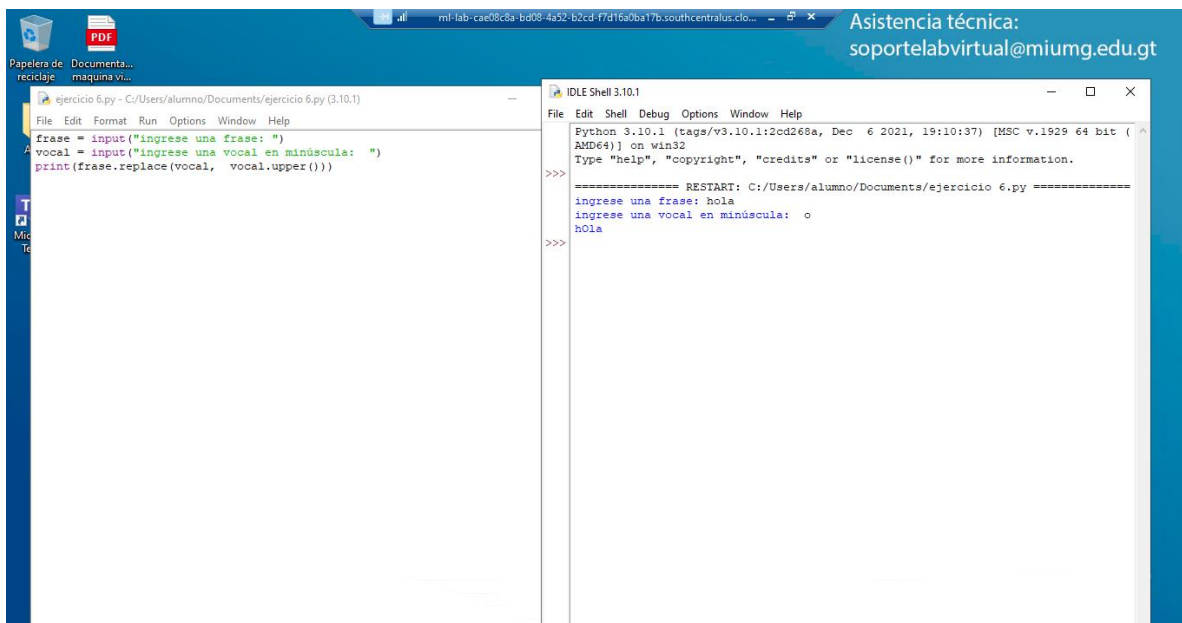 ml-lab-cae08c8a-bd08-4a52-b2cd-f7d16a0ba17b.southcentralus.clo...
Asistencia técnica:
soportelabvirtual@miumg.edu.gt
PDF
Papelera de reciclaje
Documenta...
maquina vi...
ejercicio 6.py - C:/Users/alumno/Documents/ejercicio 6.py (3.10.1)
File Edit Format Run Options Window Help
frase = input("ingrese una frase: ")
vocal = input("ingrese una vocal en minúscula:  ")
print(frase.replace(vocal,  vocal.upper()))
A
T
Mic
Te
IDLE Shell 3.10.1
File Edit Shell Debug Options Window Help
Python 3.10.1 (tags/v3.10.1:2cd268a, Dec  6 2021, 19:10:37) [MSC v.1929 64 bit (
AMD64)] on win32
Type "help", "copyright", "credits" or "license()" for more information.
>>>
=============== RESTART: C:/Users/alumno/Documents/ejercicio 6.py ==============
ingrese una frase: hola
ingrese una vocal en minúscula:  o
hOla
>>>